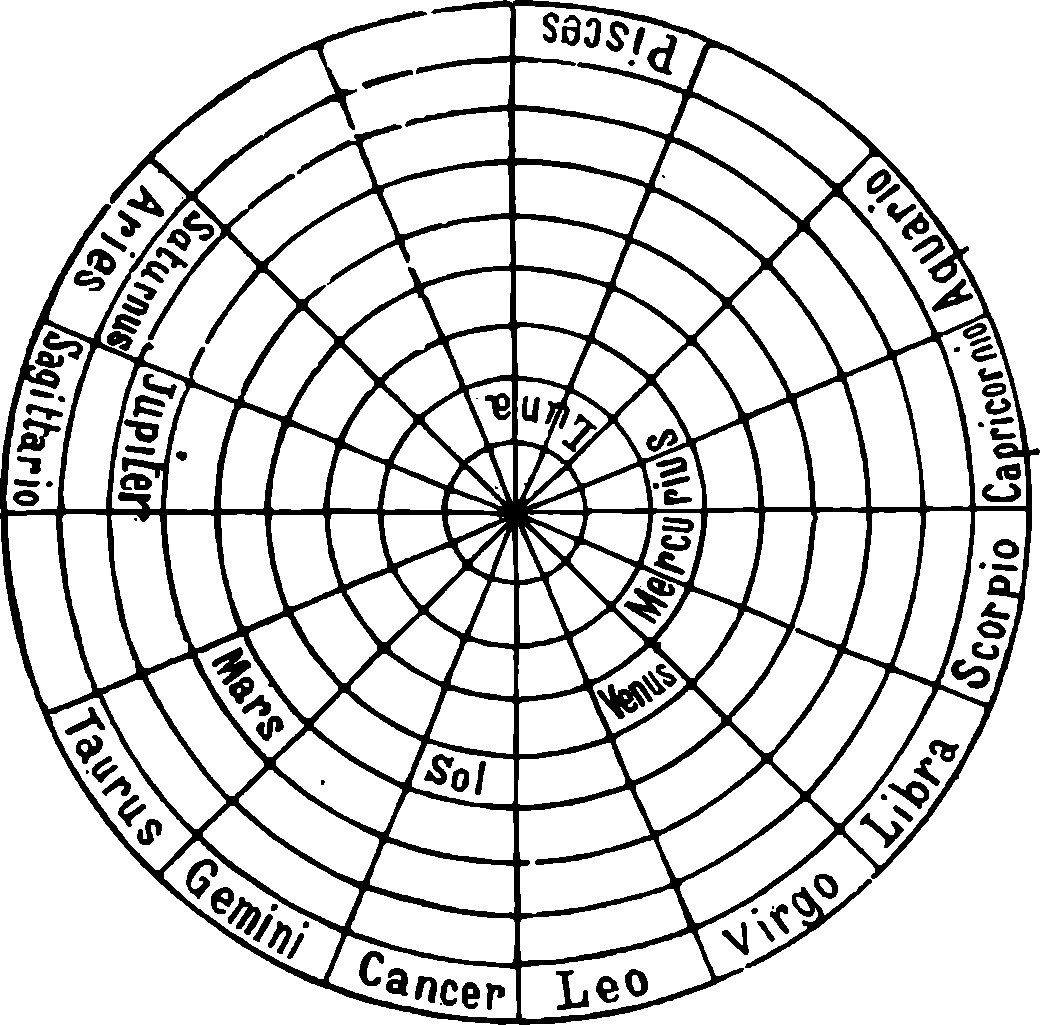 Pisces
Aquario
Capricornio
Scorpio
Libra
Virgo
Leo
Cancer
Gemini
Taurus
Sagittario
Aries
Saturnus
Jupiter
Mars
Sol
Venus
Mercurius
Luna